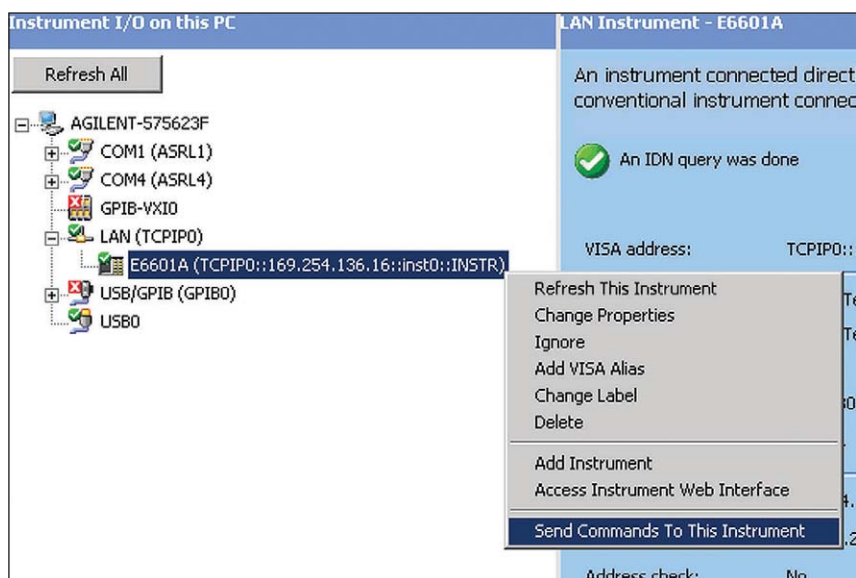 Instrument I/O on this PC
Refresh All
AGILENT-575623F
COM1 (ASRL1)
COM4 (ASRL4)
GPIB-VXI0
LAN (TCPIP0)
E6601A (TCPIP0::169.254.136.16::inst0::INSTR)
USB/GPIB (GPIB0)
USB0
LAN Instrument - E6601A
An instrument connected direct
conventional instrument connec
An IDN query was done
VISA address: TCPIP0::
Refresh This Instrument
Change Properties
Ignore
Add VISA Alias
Change Label
Delete
Add Instrument
Access Instrument Web Interface
Send Commands To This Instrument
Address check: No